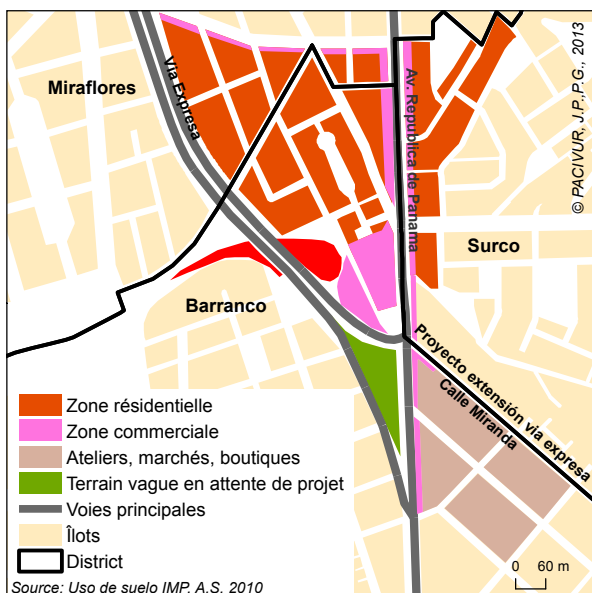 Miraflores
Vía Expresa
Av. Republica de Panama
© PACIVUR, J.P.,P.G., 2013
Surco
Barranco
Proyecto extensión via expresa
Calle Miranda
Zone résidentielle
Zone commerciale
Ateliers, marchés, boutiques
Terrain vague en attente de projet
Voies principales
Îlots
District
0 60 m
Source: Uso de suelo IMP, A.S, 2010